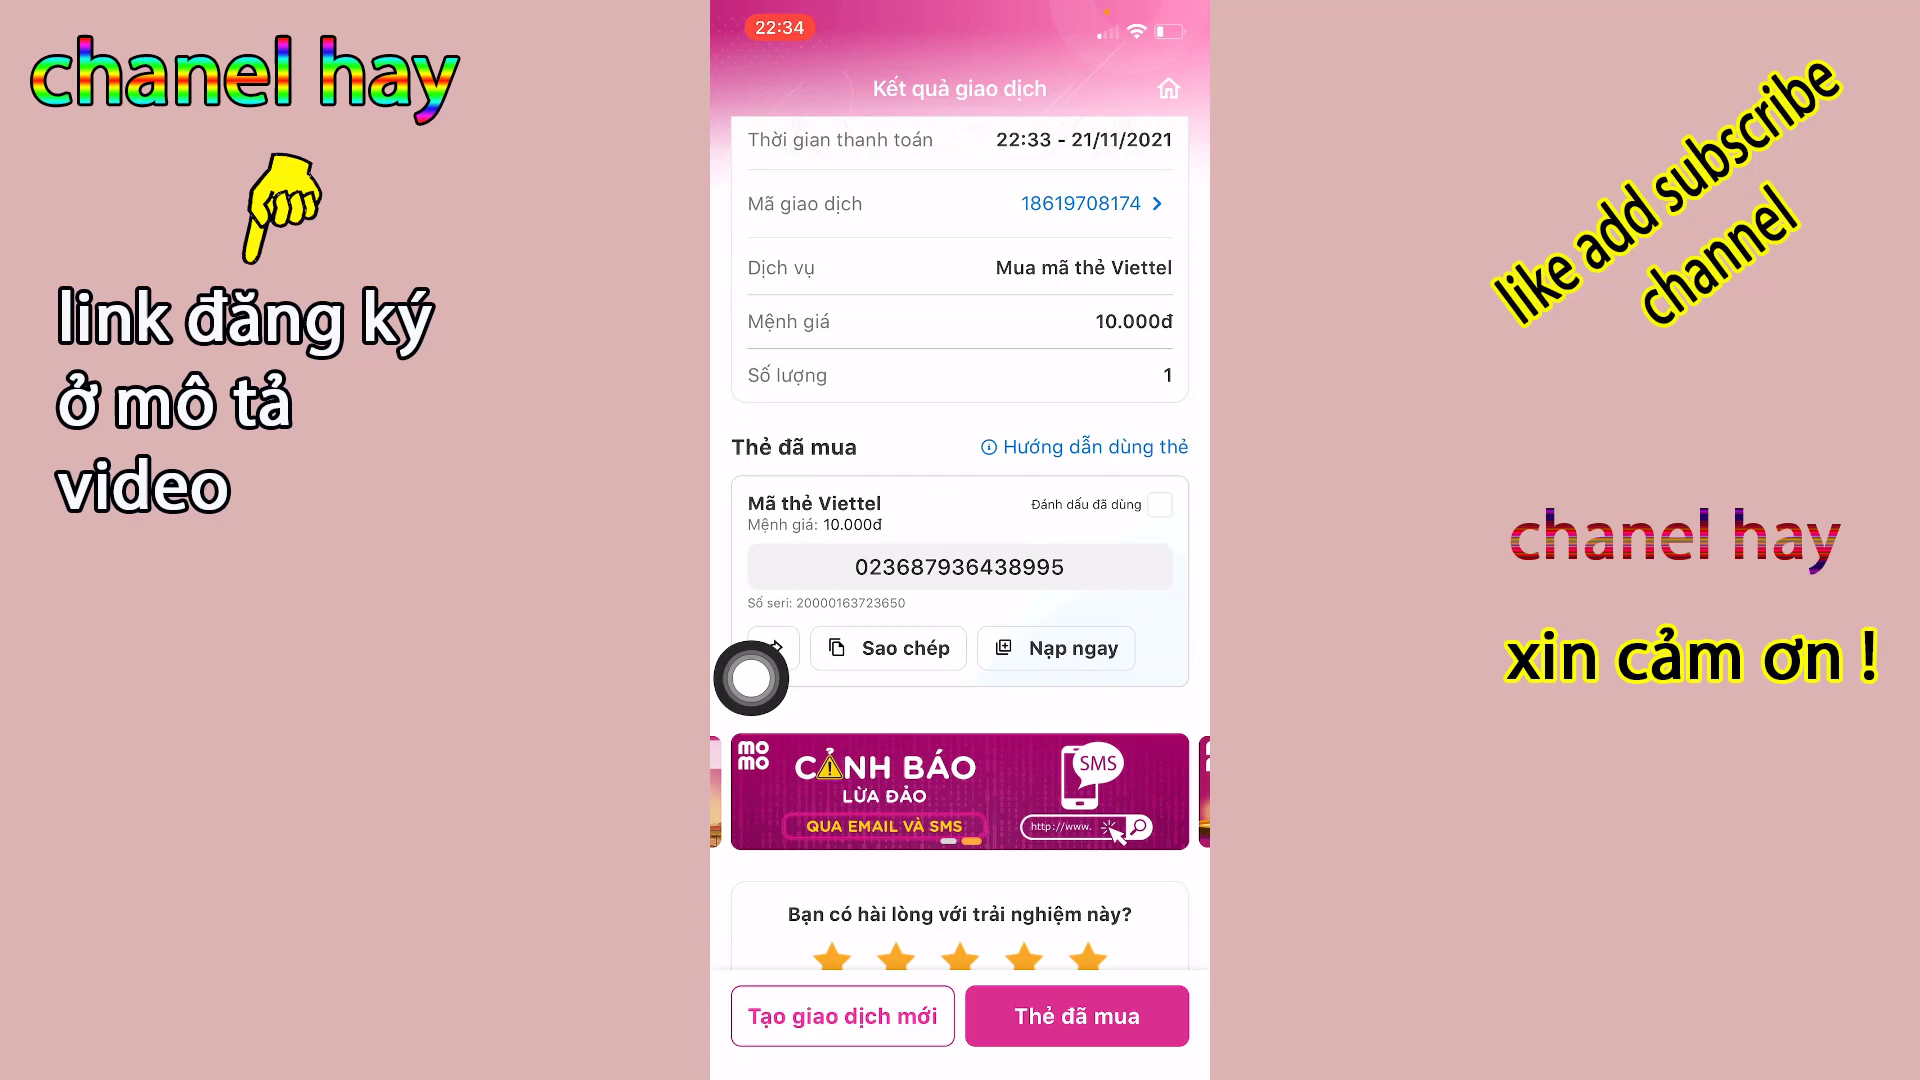 chanel hay
link đăng ký
ở mô tả
video
22:34
Kết quả giao dịch
Thời gian thanh toán 22:33 - 21/11/2021
Mã giao dịch 18619708174
Dịch vụ Mua mã thẻ Viettel
Mệnh giá 10.000đ
Số lượng 1
Thẻ đã mua Hướng dẫn dùng thẻ
Mã thẻ Viettel Đánh dấu đã dùng
Mệnh giá: 10.000đ
023687936438995
Số seri: 20000163723650
Sao chép Nạp ngay
mo
mo
CẢNH BÁO
LỪA ĐẢO
QUA EMAIL VÀ SMS
SMS
http://www.
Bạn có hài lòng với trải nghiệm này?
Tạo giao dịch mới Thẻ đã mua
like add subscribe
channel
chanel hay
xin cảm ơn !